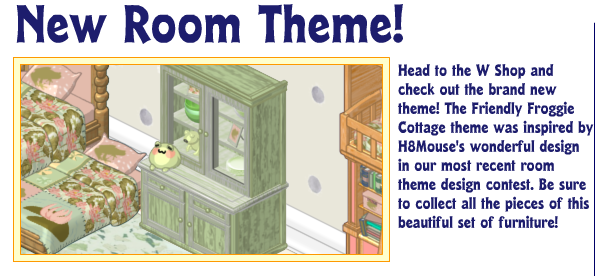 New Room Theme!
Head to the W Shop and
check out the brand new
theme! The Friendly Froggie
Cottage theme was inspired by
H8Mouse's wonderful design
in our most recent room
theme design contest. Be sure
to collect all the pieces of this
beautiful set of furniture!